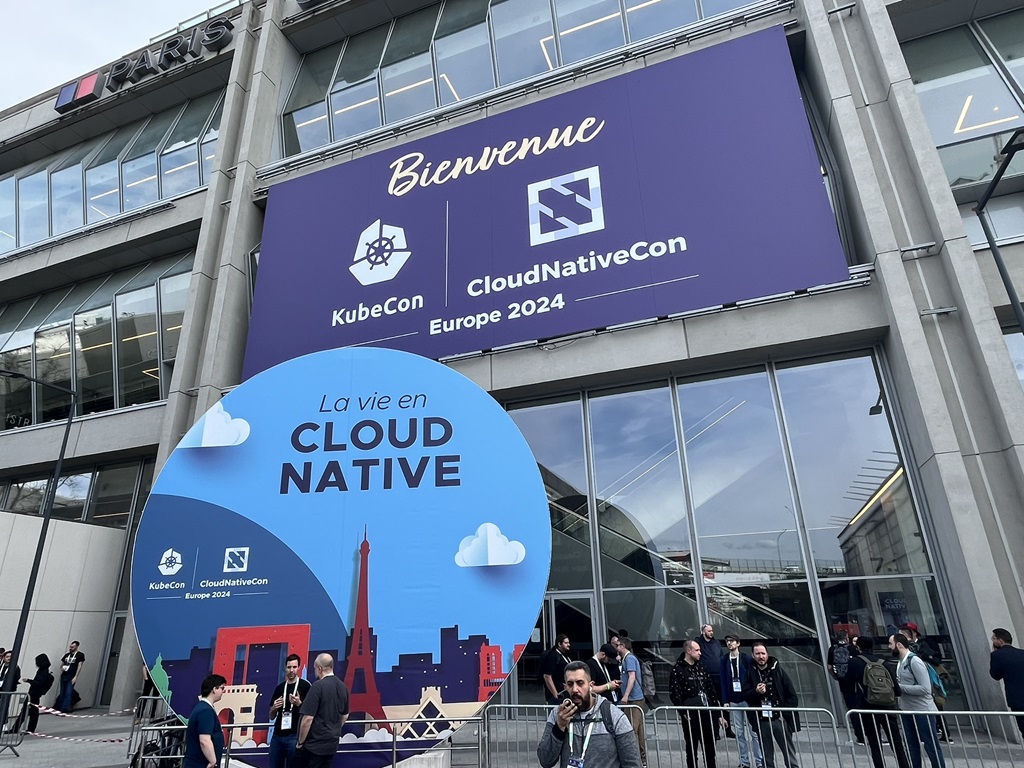 PARIS
Bienvenue
KubeCon
CloudNativeCon
Europe 2024
La vie en
CLOUD
NATIVE
KubeCon
CloudNativeCon
Europe 2024